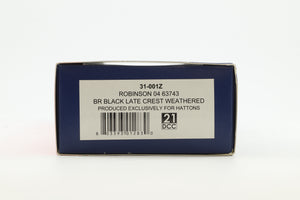 31-001Z
ROBINSON 04 63743
BR BLACK LATE CREST WEATHERED
PRODUCED EXCLUSIVELY FOR HATTONS
21
DCC